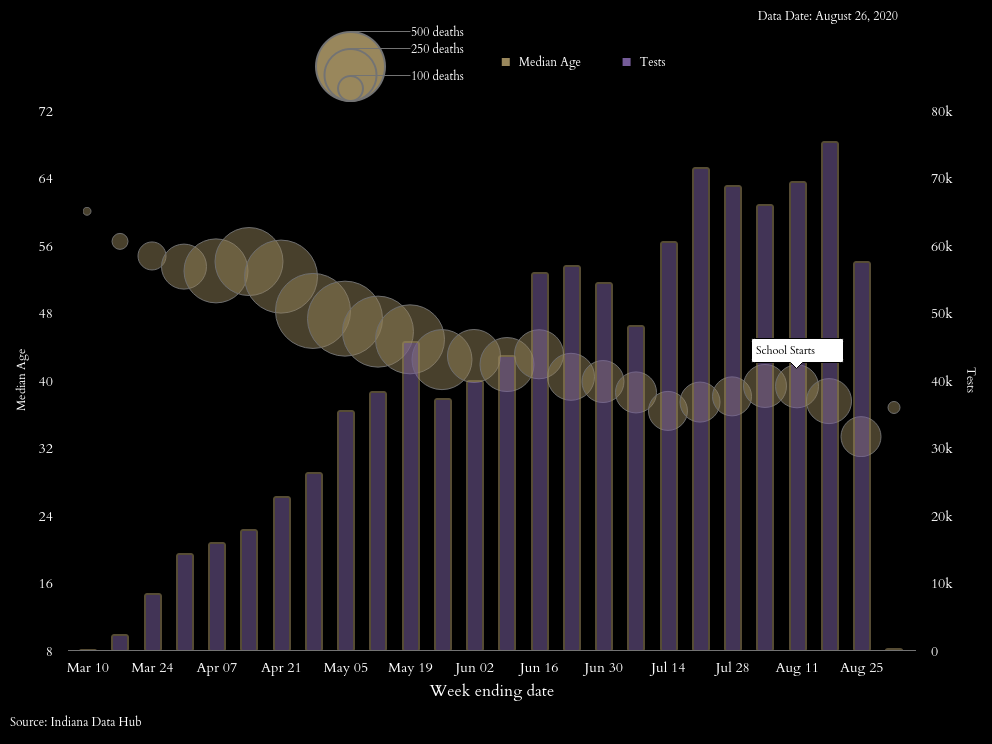 Data Date: August 26, 2020
500 deaths
250 deaths
100 deaths
Median Age
Tests
72
64
56
48
40
32
24
16
8
Median Age
80k
70k
60k
50k
40k
30k
20k
10k
0
Tests
School Starts
Mar 10 Mar 24 Apr 07 Apr 21 May 05 May 19 Jun 02 Jun 16 Jun 30 Jul 14 Jul 28 Aug 11 Aug 25
Week ending date
Source: Indiana Data Hub